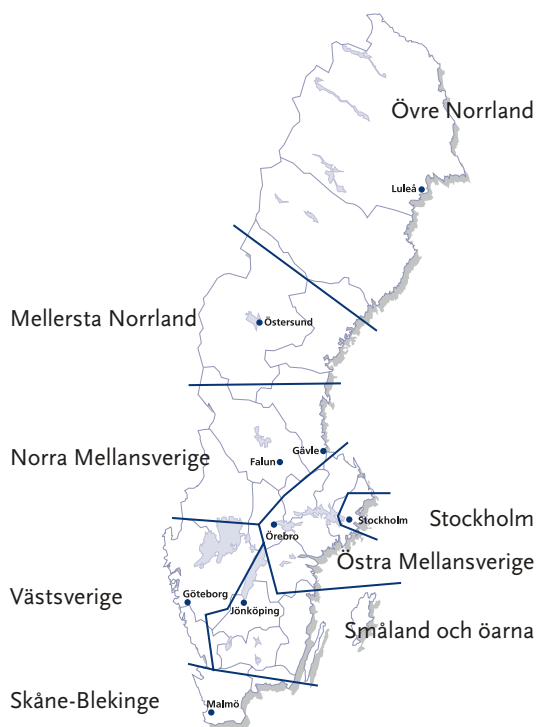 Övre Norrland
Luleå
Mellersta Norrland
Östersund
Norra Mellansverige
Gävle
Falun
Stockholm
Stockholm
Örebro
Östra Mellansverige
Västsverige
Göteborg
Jönköping
Småland och öarna
Skåne-Blekinge
Malmö